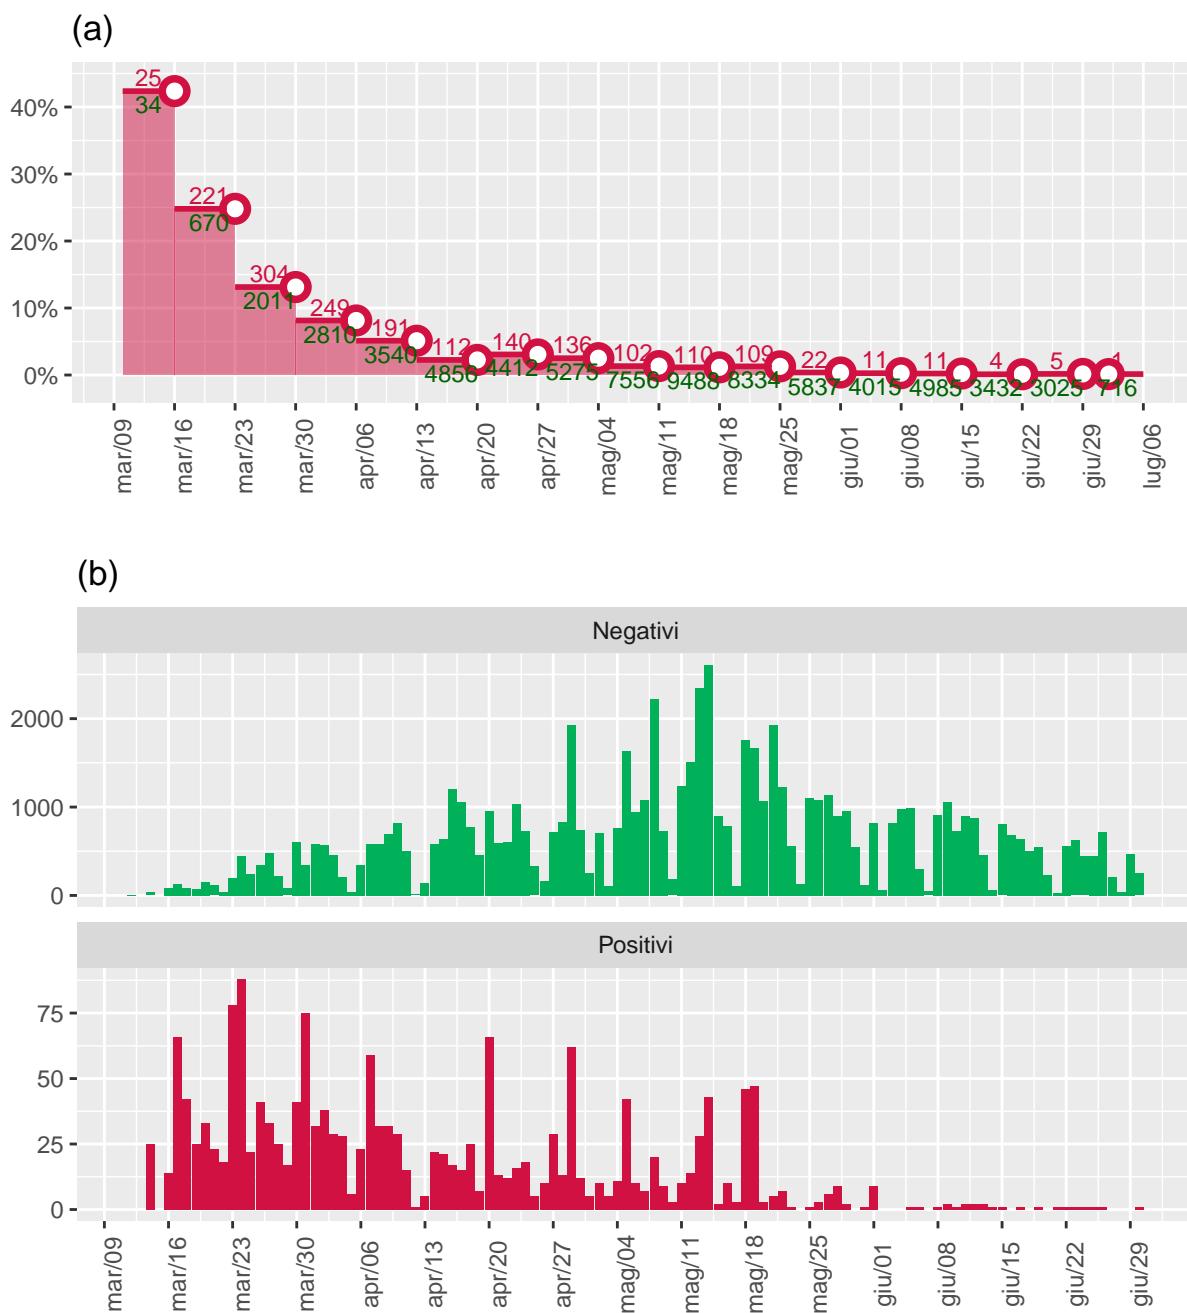 (a)
40%
30%
20%
10%
0%
25
34
221
670
304
2011
249
2810
191
3540
112
4856
140
4412
136
5275
102
7556
110
9488
109
8334
22
5837
11
4015
11
4985
4
3432
5
3025
1
716
mar/09
mar/16
mar/23
mar/30
apr/06
apr/13
apr/20
apr/27
mag/04
mag/11
mag/18
mag/25
giu/01
giu/08
giu/15
giu/22
giu/29
lug/06
(b)
Negativi
2000
1000
0
Positivi
75
50
25
0
mar/09
mar/16
mar/23
mar/30
apr/06
apr/13
apr/20
apr/27
mag/04
mag/11
mag/18
mag/25
giu/01
giu/08
giu/15
giu/22
giu/29